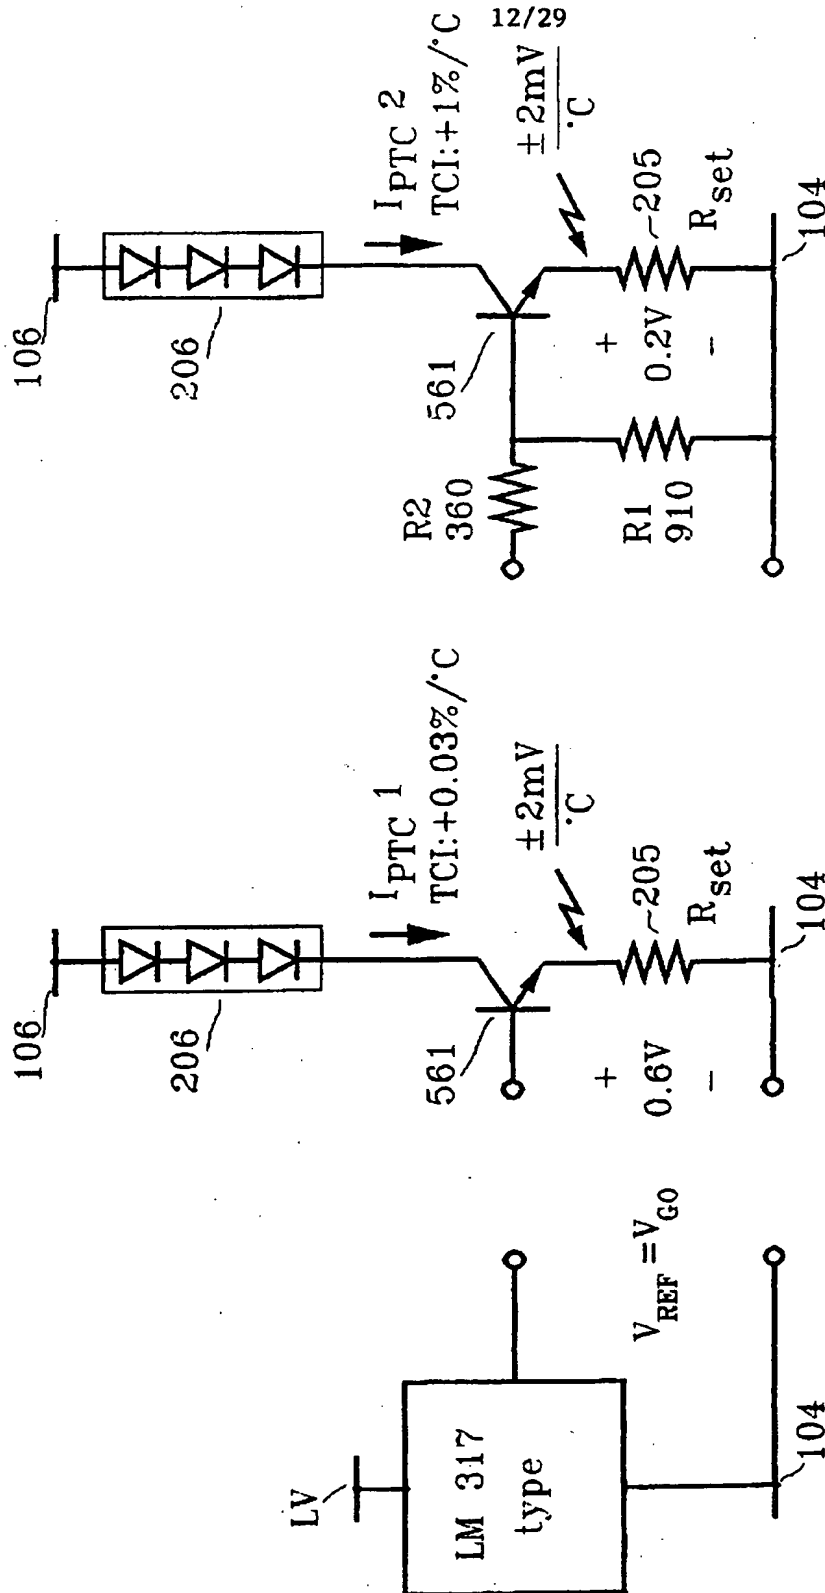 12/29
LV
LM 317
type
V_REF=V_G0
104
106
206
I_PTC 1
TCI:+0.03%/°C
561
±2mV
°C
+
0.6V
-
~205
R_set
104
106
206
I_PTC 2
TCI:+1%/°C
561
±2mV
°C
R2
360
R1
910
+
0.2V
-
~205
R_set
104